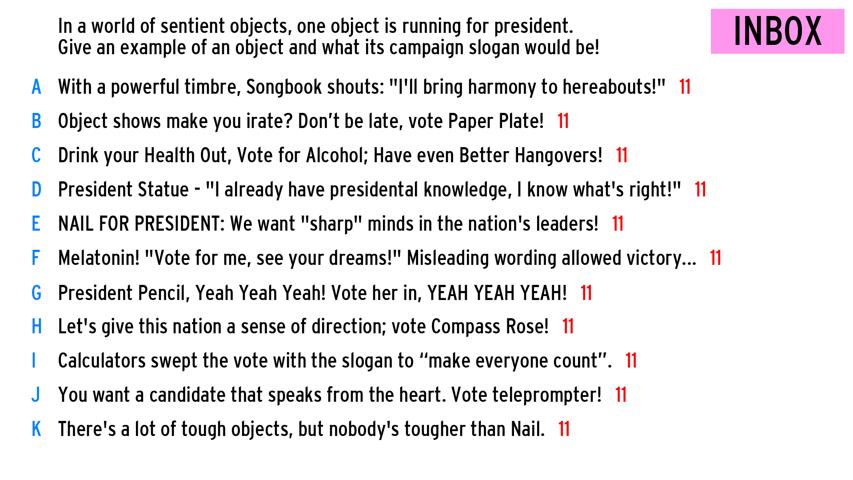 In a world of sentient objects, one object is running for president.
Give an example of an object and what its campaign slogan would be!
INBOX
A With a powerful timbre, Songbook shouts: "I'll bring harmony to hereabouts!" 11
B Object shows make you irate? Don’t be late, vote Paper Plate! 11
C Drink your Health Out, Vote for Alcohol; Have even Better Hangovers! 11
D President Statue - "I already have presidental knowledge, I know what's right!" 11
E NAIL FOR PRESIDENT: We want "sharp" minds in the nation's leaders! 11
F Melatonin! "Vote for me, see your dreams!" Misleading wording allowed victory... 11
G President Pencil, Yeah Yeah Yeah! Vote her in, YEAH YEAH YEAH! 11
H Let's give this nation a sense of direction; vote Compass Rose! 11
I Calculators swept the vote with the slogan to “make everyone count”. 11
J You want a candidate that speaks from the heart. Vote teleprompter! 11
K There's a lot of tough objects, but nobody's tougher than Nail. 11